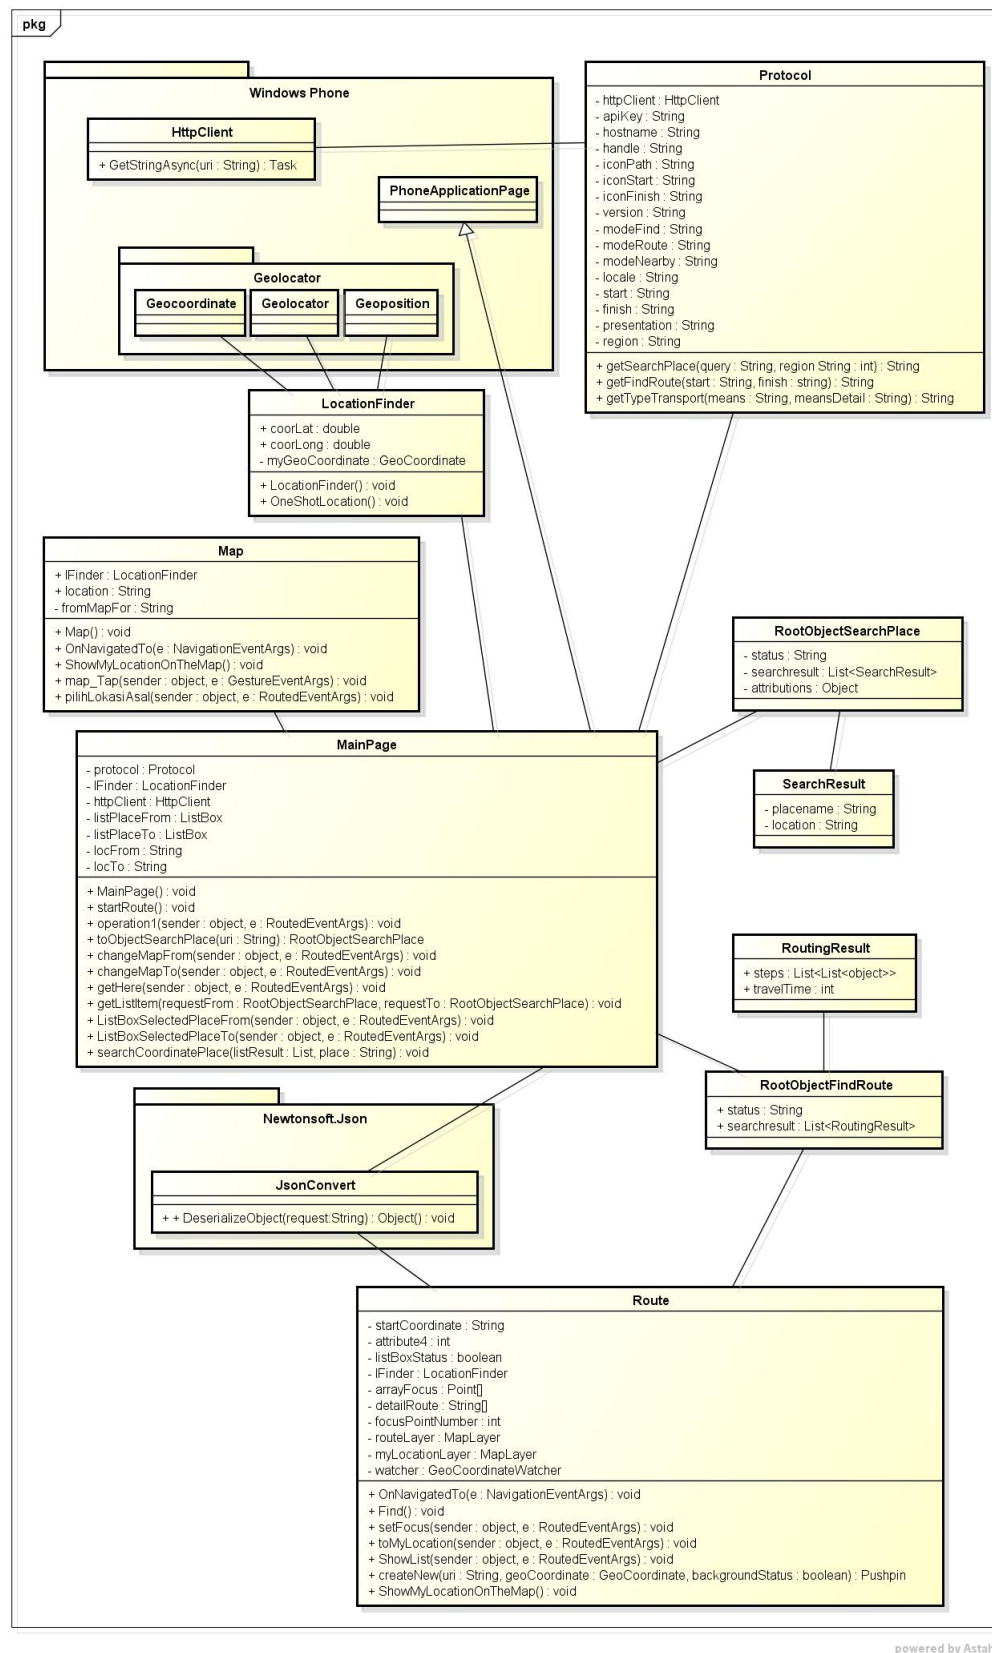 pkg
Windows Phone
HttpClient
+ GetStringAsync(uri : String) : Task
PhoneApplicationPage
Geolocator
Geocoordinate
Geolocator
Geoposition
Protocol
- httpClient : HttpClient
- apiKey : String
- hostname : String
- handle : String
- iconPath : String
- iconStart : String
- iconFinish : String
- version : String
- modeFind : String
- modeRoute : String
- modeNearby : String
- locale : String
- start : String
- finish : String
- presentation : String
- region : String
+ getSearchPlace(query : String, region String : int) : String
+ getFindRoute(start : String, finish : string) : String
+ getTypeTransport(means : String, meansDetail : String) : String
LocationFinder
+ coorLat : double
+ coorLong : double
- myGeoCoordinate : GeoCoordinate
+ LocationFinder() : void
+ OneShotLocation() : void
Map
+ lFinder : LocationFinder
+ location : String
- fromMapFor : String
+ Map() : void
+ OnNavigatedTo(e : NavigationEventArgs) : void
+ ShowMyLocationOnTheMap() : void
+ map_Tap(sender : object, e : GestureEventArgs) : void
+ pilihLokasiAsal(sender : object, e : RoutedEventArgs) : void
RootObjectSearchPlace
- status : String
- searchresult : List<SearchResult>
- attributions : Object
SearchResult
- placename : String
- location : String
MainPage
- protocol : Protocol
- lFinder : LocationFinder
- httpClient : HttpClient
- listPlaceFrom : ListBox
- listPlaceTo : ListBox
- locFrom : String
- locTo : String
+ MainPage() : void
+ startRoute() : void
+ operation1(sender : object, e : RoutedEventArgs) : void
+ toObjectSearchPlace(uri : String) : RootObjectSearchPlace
+ changeMapFrom(sender : object, e : RoutedEventArgs) : void
+ changeMapTo(sender : object, e : RoutedEventArgs) : void
+ getHere(sender : object, e : RoutedEventArgs) : void
+ getListItem(requestFrom : RootObjectSearchPlace, requestTo : RootObjectSearchPlace) : void
+ ListBoxSelectedPlaceFrom(sender : object, e : RoutedEventArgs) : void
+ ListBoxSelectedPlaceTo(sender : object, e : RoutedEventArgs) : void
+ searchCoordinatePlace(listResult : List, place : String) : void
RoutingResult
+ steps : List<List<object>>
+ travelTime : int
RootObjectFindRoute
+ status : String
+ searchresult : List<RoutingResult>
Newtonsoft.Json
JsonConvert
+ + DeserializeObject(request:String) : Object() : void
Route
- startCoordinate : String
- attribute4 : int
- listBoxStatus : boolean
- lFinder : LocationFinder
- arrayFocus : Point[]
- detailRoute : String[]
- focusPointNumber : int
- routeLayer : MapLayer
- myLocationLayer : MapLayer
- watcher : GeoCoordinateWatcher
+ OnNavigatedTo(e : NavigationEventArgs) : void
+ Find() : void
+ setFocus(sender : object, e : RoutedEventArgs) : void
+ toMyLocation(sender : object, e : RoutedEventArgs) : void
+ ShowList(sender : object, e : RoutedEventArgs) : void
+ createNew(uri : String, geoCoordinate : GeoCoordinate, backgroundStatus : boolean) : Pushpin
+ ShowMyLocationOnTheMap() : void
powered by Astah